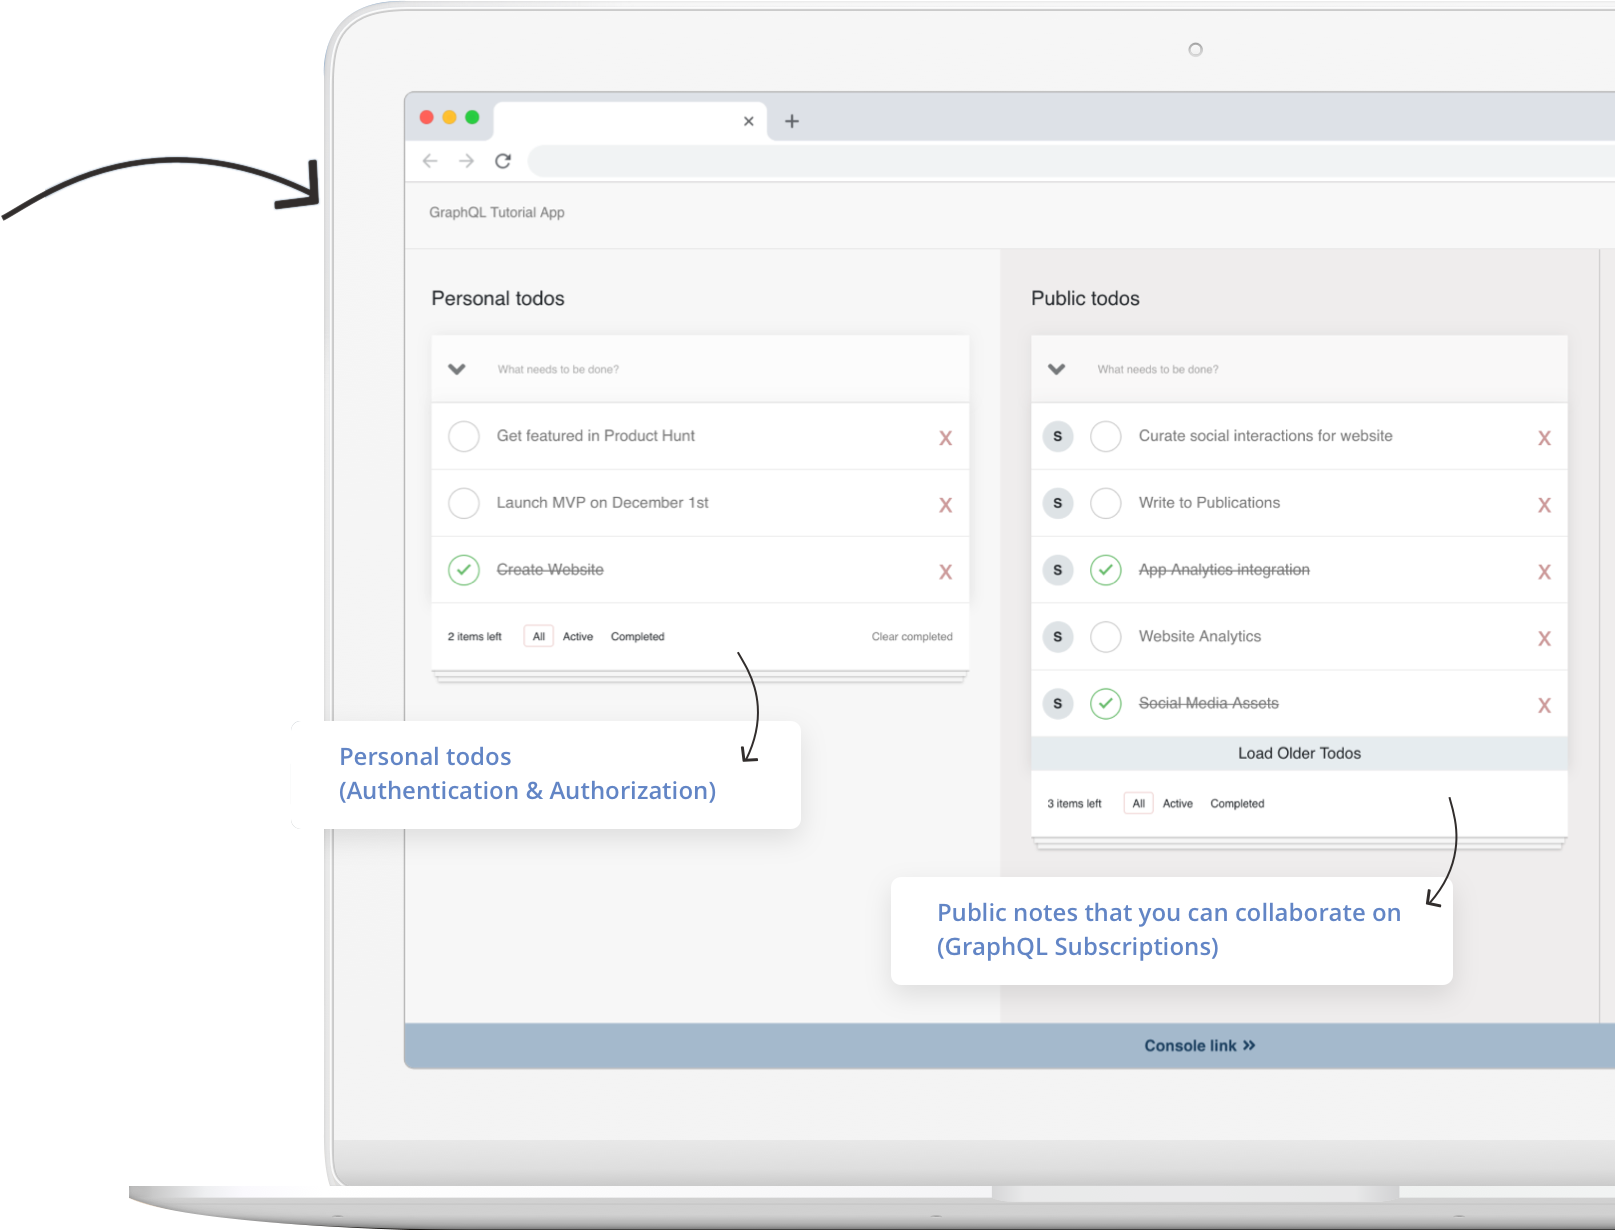 GraphQL Tutorial App
Personal todos
What needs to be done?
Get featured in Product Hunt
X
Launch MVP on December 1st
X
Create Website
X
2 items left
All
Active
Completed
Clear completed
Personal todos
(Authentication & Authorization)
Public todos
What needs to be done?
S
Curate social interactions for website
X
S
Write to Publications
X
S
App Analytics integration
X
S
Website Analytics
X
S
Social Media Assets
X
Load Older Todos
3 items left
All
Active
Completed
Public notes that you can collaborate on
(GraphQL Subscriptions)
Console link »